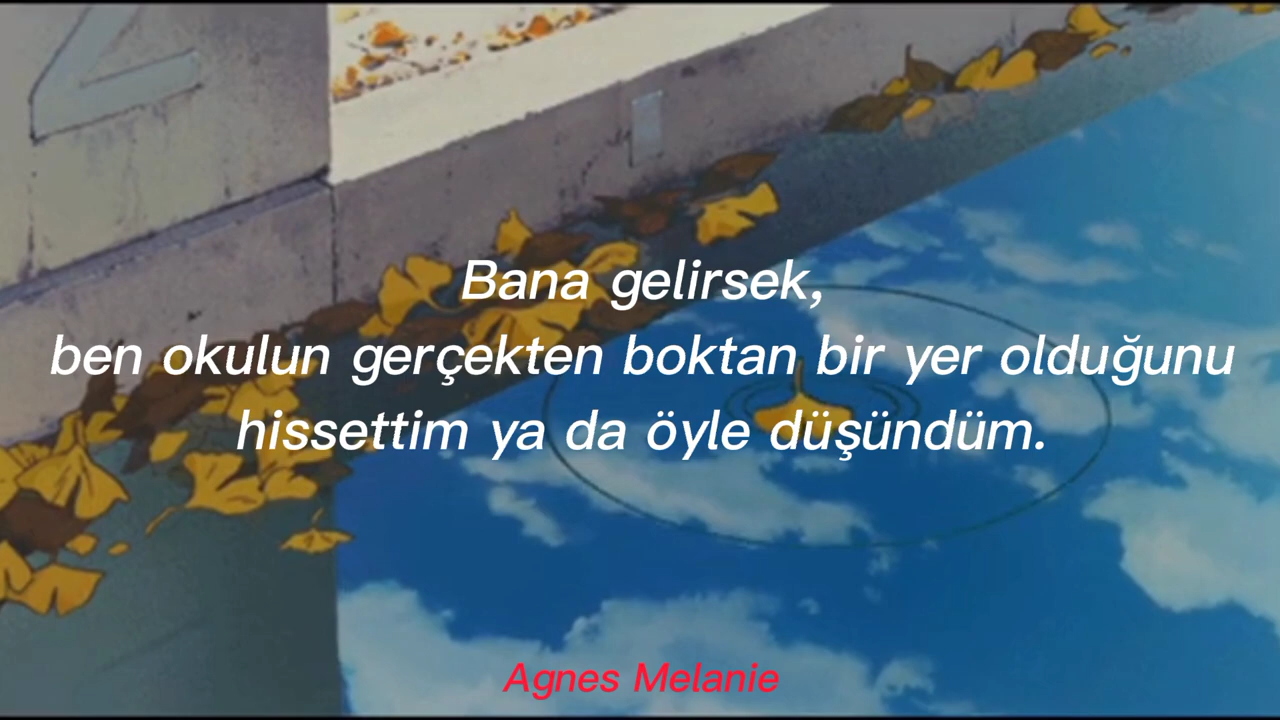 Bana gelirsek,
ben okulun gerçekten boktan bir yer olduğunu
hissettim ya da öyle düşündüm.
Agnes Melanie